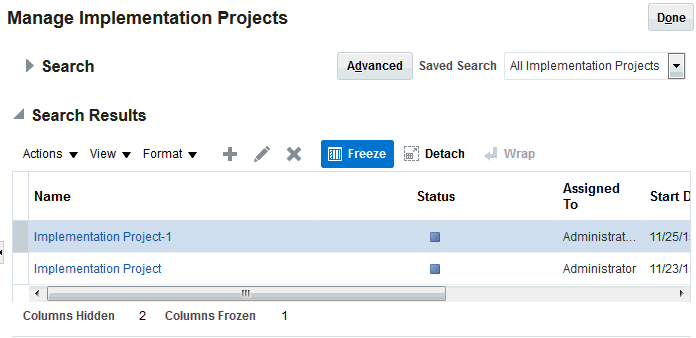 Manage Implementation Projects
Done
Search
Advanced Saved Search All Implementation Projects
Search Results
Actions View Format Freeze Detach Wrap
Name Status Assigned To Start D
Implementation Project-1 Administrat... 11/25/1
Implementation Project Administrator 11/23/1
Columns Hidden 2 Columns Frozen 1